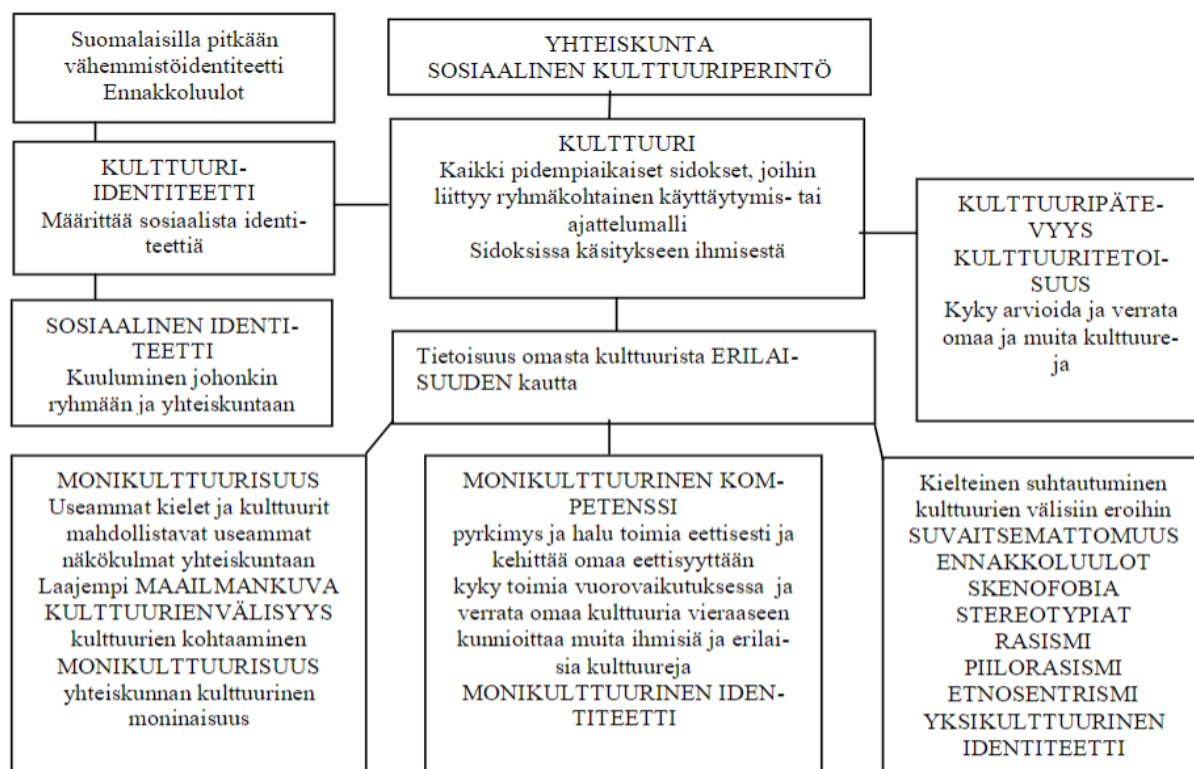 Suomalaisilla pitkään
vähemmistöidentiteetti
Ennakkoluulot
YHTEISKUNTA
SOSIAALINEN KULTTUURIPERINTÖ
KULTTUURI-
IDENTITEETTI
Määrittää sosiaalista identi-
teettiä
KULTTUURI
Kaikki pidempiaikaiset sidokset, joihin
liittyy ryhmäkohtainen käyttäytymis- tai
ajattelumalli
Sidoksissa käsitykseen ihmisestä
KULTTUURIPÄTE-
VYYS
KULTTUURITETOI-
SUUS
Kyky arvioida ja verrata
omaa ja muita kulttuure-
ja
SOSIAALINEN IDENTI-
TEETTI
Kuuluminen johonkin
ryhmään ja yhteiskuntaan
Tietoisuus omasta kulttuurista ERILAI-
SUUDEN kautta
MONIKULTTUURISUUS
Useammat kielet ja kulttuurit
mahdollistavat useammat
näkökulmat yhteiskuntaan
Laajempi MAAILMANKUVA
KULTTUURIENVÄLISYYS
kulttuurien kohtaaminen
MONIKULTTUURISUUS
yhteiskunnan kulttuurinen
moninaisuus
MONIKULTTUURINEN KOM-
PETENSSI
pyrkimys ja halu toimia eettisesti ja
kehittää omaa eettisyyttään
kyky toimia vuorovaikutuksessa ja
verrata omaa kulttuuria vieraaseen
kunnioittaa muita ihmisiä ja erilai-
sia kulttuureja
MONIKULTTUURINEN IDEN-
TITEETTI
Kielteinen suhtautuminen
kulttuurien välisiin eroihin
SUVAITSEMATTOMUUS
ENNAKKOLUULOT
SKENOFOBIA
STEREOTYPIAT
RASISMI
PIILORASISMI
ETNOSENTRISMI
YKSIKULTTUURINEN
IDENTITEETTI